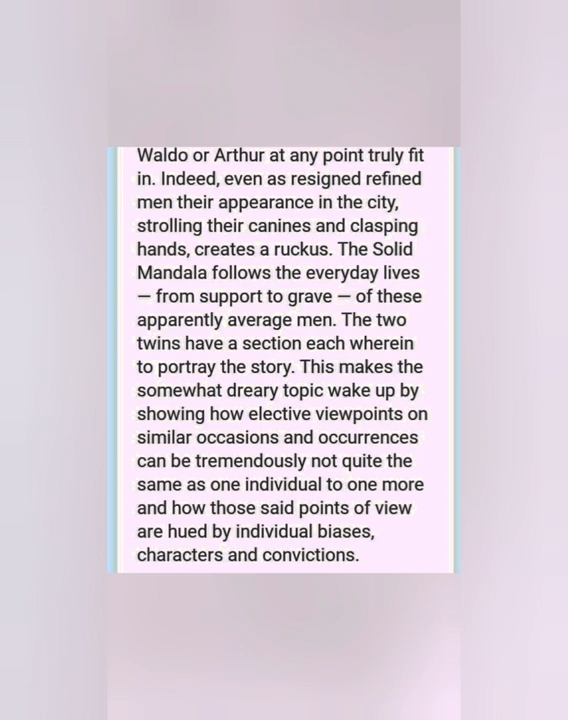 Waldo or Arthur at any point truly fit
in. Indeed, even as resigned refined
men their appearance in the city,
strolling their canines and clasping
hands, creates a ruckus. The Solid
Mandala follows the everyday lives
— from support to grave — of these
apparently average men. The two
twins have a section each wherein
to portray the story. This makes the
somewhat dreary topic wake up by
showing how elective viewpoints on
similar occasions and occurrences
can be tremendously not quite the
same as one individual to one more
and how those said points of view
are hued by individual biases,
characters and convictions.